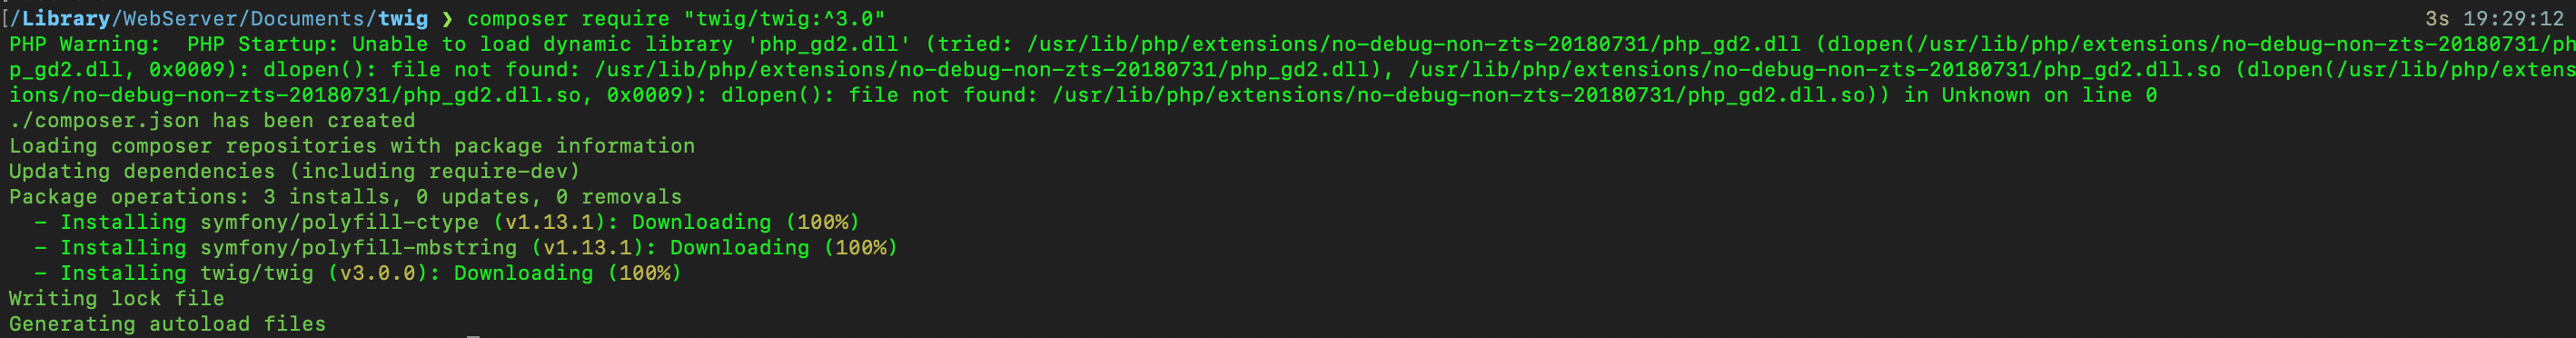 [/Library/WebServer/Documents/twig ❯ composer require "twig/twig:^3.0" 3s 19:29:12
PHP Warning:  PHP Startup: Unable to load dynamic library 'php_gd2.dll' (tried: /usr/lib/php/extensions/no-debug-non-zts-20180731/php_gd2.dll (dlopen(/usr/lib/php/extensions/no-debug-non-zts-20180731/ph
p_gd2.dll, 0x0009): dlopen(): file not found: /usr/lib/php/extensions/no-debug-non-zts-20180731/php_gd2.dll), /usr/lib/php/extensions/no-debug-non-zts-20180731/php_gd2.dll.so (dlopen(/usr/lib/php/extens
ions/no-debug-non-zts-20180731/php_gd2.dll.so, 0x0009): dlopen(): file not found: /usr/lib/php/extensions/no-debug-non-zts-20180731/php_gd2.dll.so)) in Unknown on line 0
./composer.json has been created
Loading composer repositories with package information
Updating dependencies (including require-dev)
Package operations: 3 installs, 0 updates, 0 removals
  - Installing symfony/polyfill-ctype (v1.13.1): Downloading (100%)
  - Installing symfony/polyfill-mbstring (v1.13.1): Downloading (100%)
  - Installing twig/twig (v3.0.0): Downloading (100%)
Writing lock file
Generating autoload files